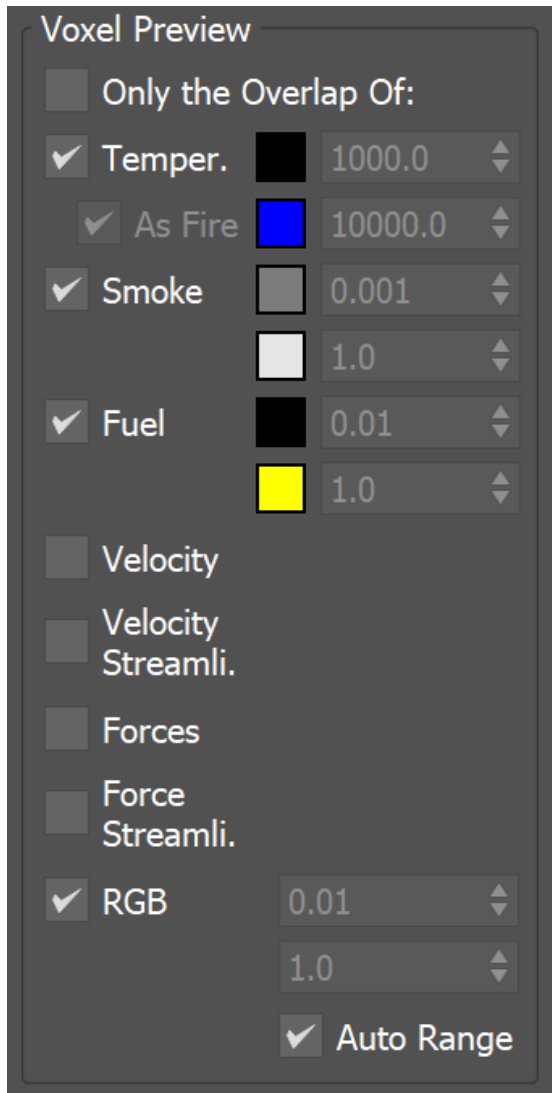 Voxel Preview
Only the Overlap Of:
Temper. 1000.0
As Fire 10000.0
Smoke 0.001
1.0
Fuel 0.01
1.0
Velocity
Velocity
Streamli.
Forces
Force
Streamli.
RGB 0.01
1.0
Auto Range